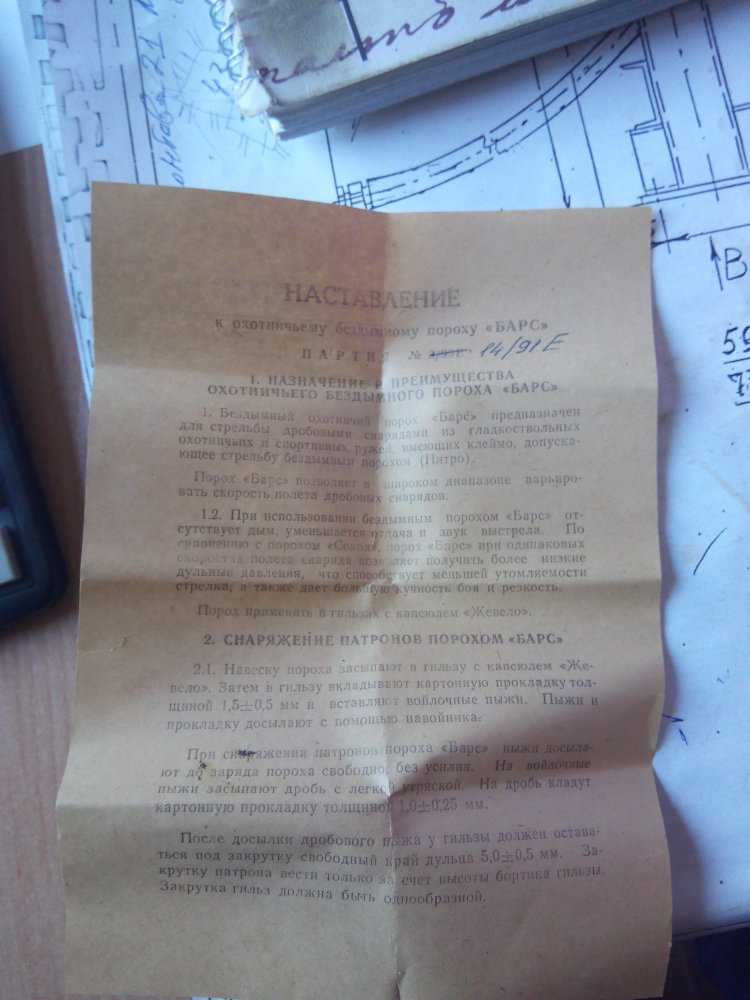 пальто и
НАСТАВЛЕНИЕ
к охотничьему бездымному пороху «БАРС»
ПАРТИЯ № 14/91Е
1. НАЗНАЧЕНИЕ И ПРЕИМУЩЕСТВА
ОХОТНИЧЬЕГО БЕЗДЫМНОГО ПОРОХА «БАРС»
1. Бездымный охотничий порох «Барс» предназначен
для стрельбы дробовыми снарядами из гладкоствольных
охотничьих и спортивных ружей, имеющих клеймо, допуска-
ющее стрельбу бездымным порохом (Нитро).
Порох «Барс» позволяет в широком диапазоне варьиро-
вать скорость полета дробовых снарядов.
1.2. При использовании бездымным порохом «Барс» от-
сутствует дым, уменьшается отдача и звук выстрела. По
сравнению с порохом «Сокол», порох «Барс» при одинаковых
скоростях полета снаряда позволяет получить более низкие
дульные давления, что способствует меньшей утомляемости
стрелка, а также дает большую кучность боя и резкость.
Порох применять в гильзах с капсюлем «Жевело».
2. СНАРЯЖЕНИЕ ПАТРОНОВ ПОРОХОМ «БАРС»
2.1. Навеску пороха засыпают в гильзу с капсюлем «Же-
вело». Затем в гильзу вкладывают картонную прокладку тол-
щиной 1,5±0,5 мм и вставляют войлочные пыжи. Пыжи и
прокладку досылают с помощью навойника.
При снаряжении патронов пороха «Барс» пыжи досыла-
ют до заряда пороха свободно, без усилия. На войлочные
пыжи засыпают дробь с легкой утряской. На дробь кладут
картонную прокладку толщиной 1,0±0,25 мм.
После досылки дробового пыжа у гильзы должен остава-
ться под закрутку свободный край дульца 5,0±0,5 мм. За-
крутку патрона вести только за счет высоты бортика гильзы.
Закрутка гильз должна быть однообразной.
В